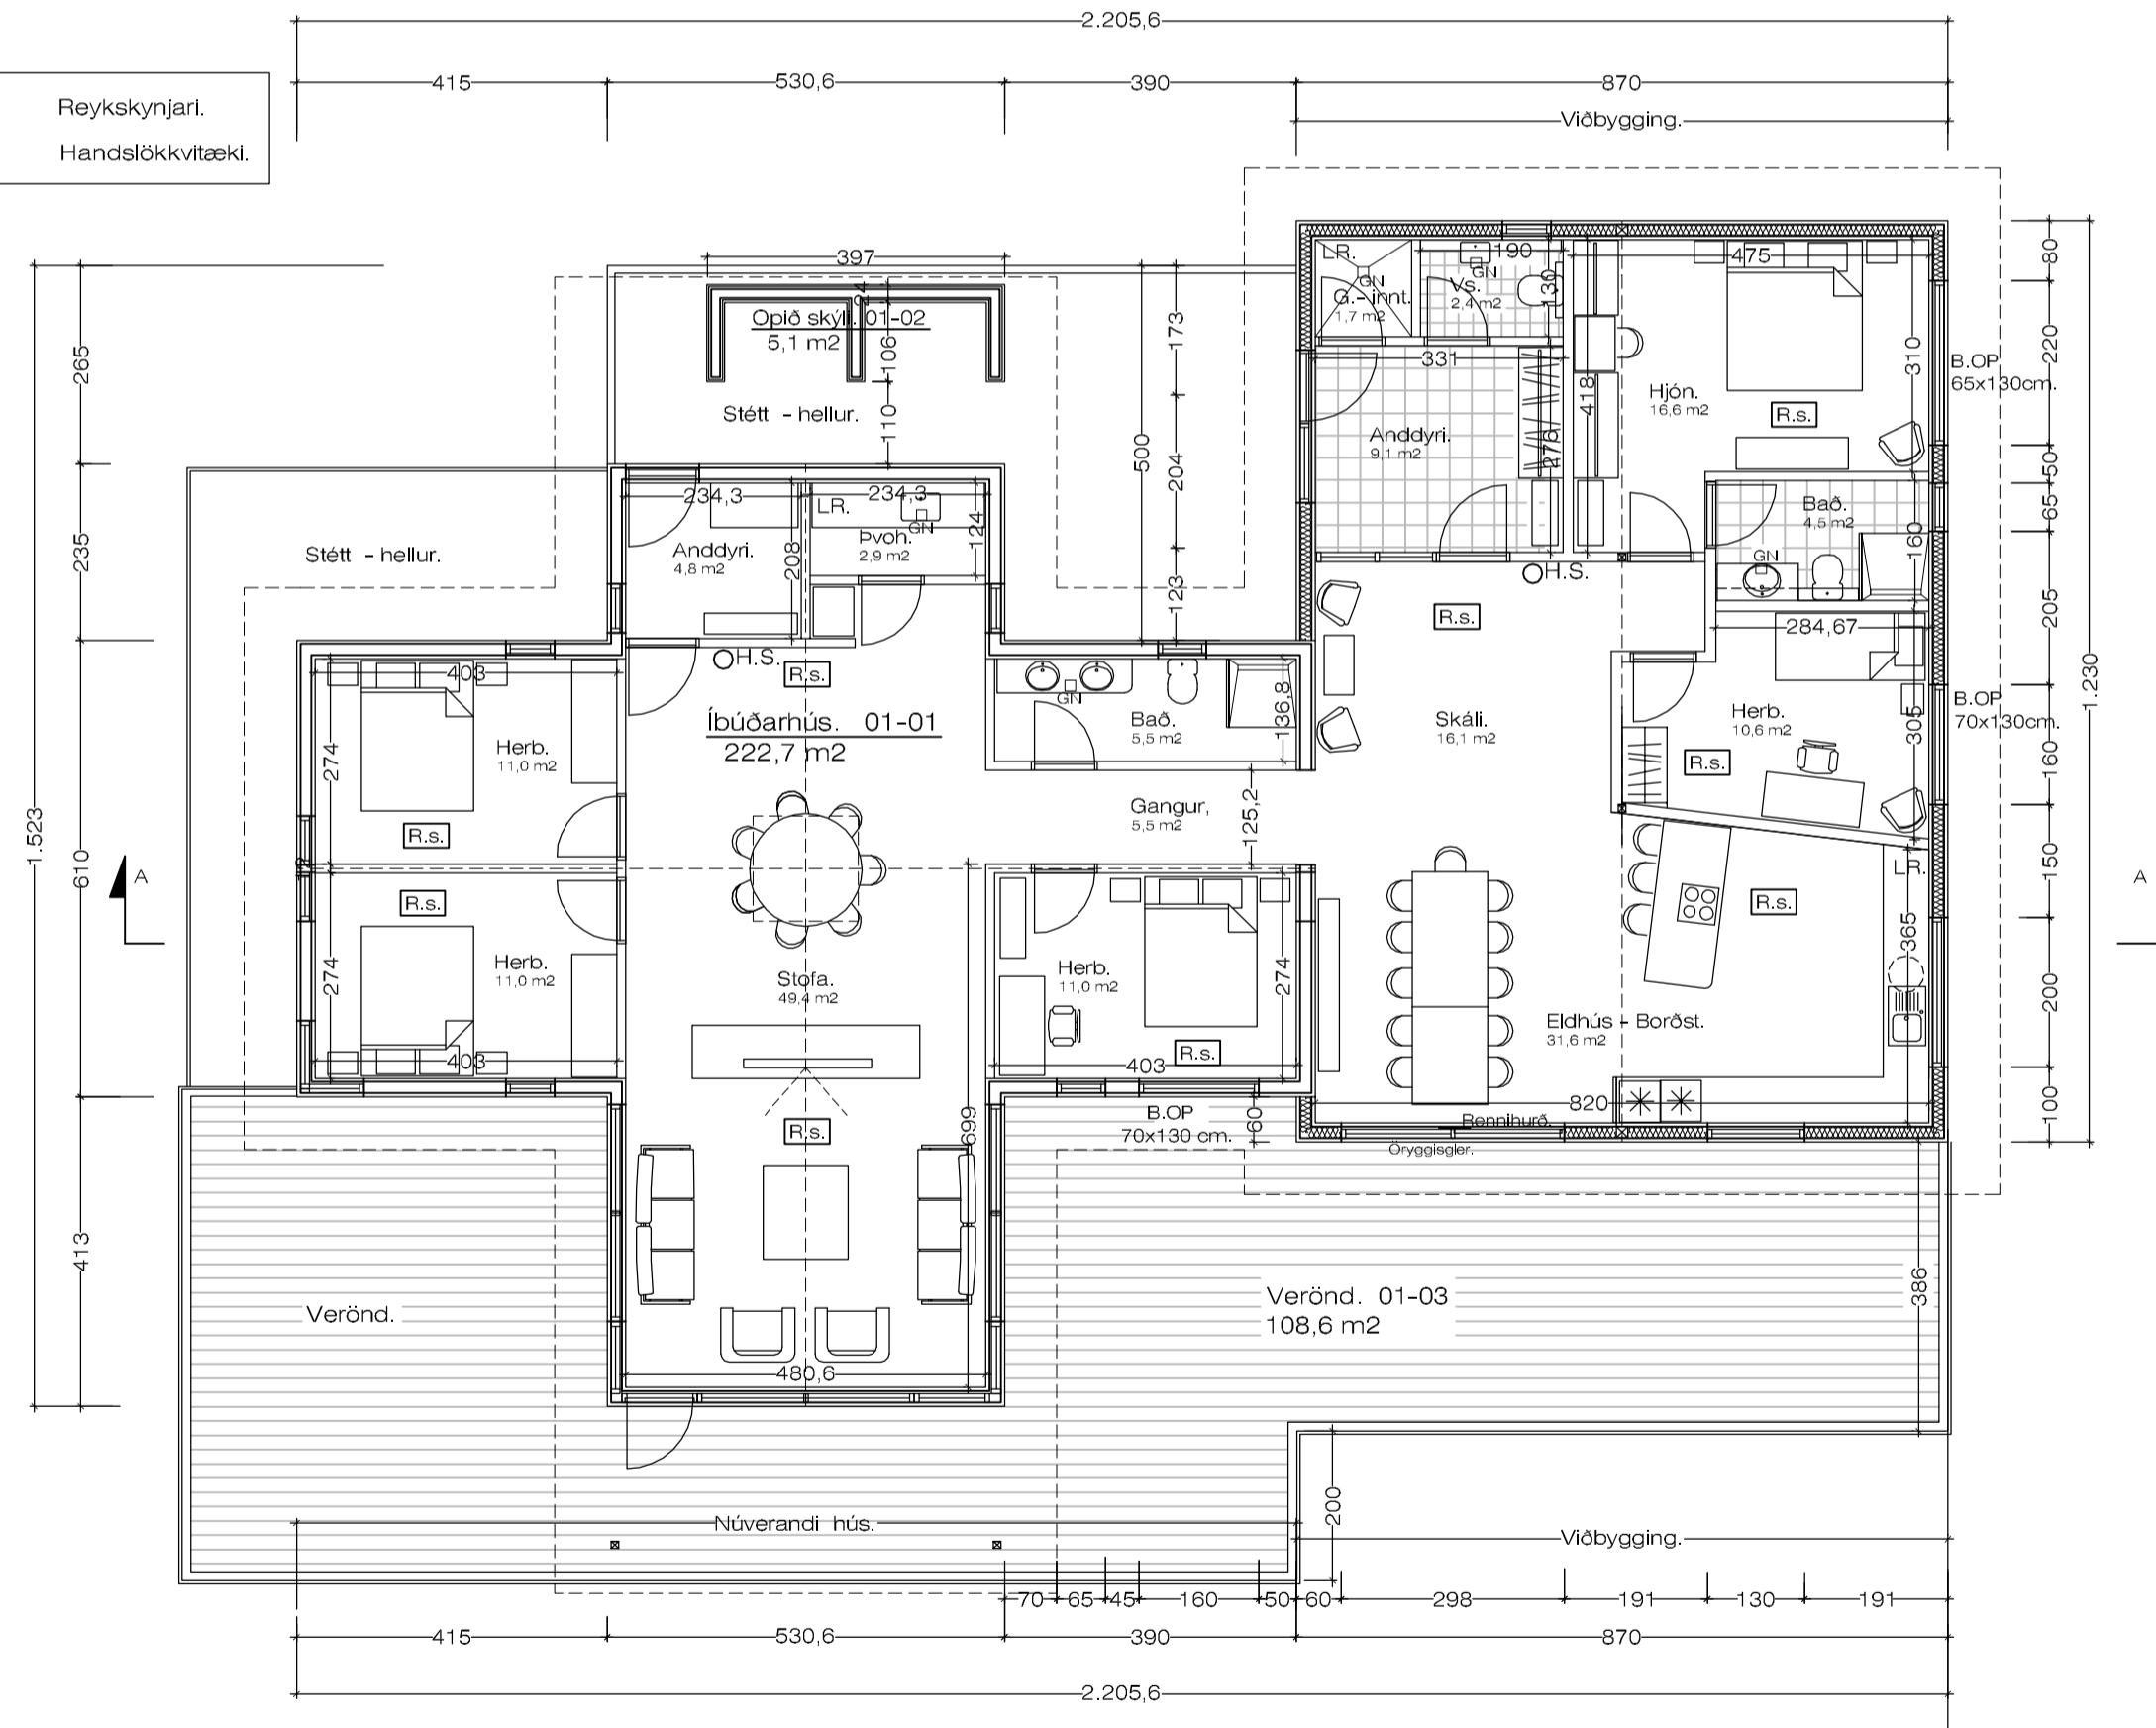 2.205,6
415 530,6 390 870
Viðbygging.
Reykskynjari.
Handslökkvitæki.
397
24
Opið skýli. 01-02
5,1 m2
106
110
Stétt - hellur.
173
204
123
500
265
235
610
413
1.523
LR.
GN
G.-innt.
1,7 m2
190
GN
Vs.
2,4 m2
130
475
331
Anddyri.
9,1 m2
276
418
Hjón.
16,6 m2
R.s.
310
B.OP
65x130cm.
80
220
50
65
205
160
150
200
100
1.230
Bað.
4,5 m2
160
GN
H.S.
R.s.
284,67
Herb.
10,6 m2
R.s.
305
B.OP
70x130cm.
Skáli.
16,1 m2
Stétt - hellur.
234,3
234,3
LR.
GN
Anddyri.
4,8 m2
208
Þvoh.
2,9 m2
124
H.S.
R.s.
Íbúðarhús. 01-01
222,7 m2
403
274
Herb.
11,0 m2
R.s.
A
R.s.
Herb.
11,0 m2
274
403
GN
Bað.
5,5 m2
136,8
Gangur,
5,5 m2
125,2
Stofa.
49,4 m2
R.s.
699
480,6
Herb.
11,0 m2
274
R.s.
403
B.OP
70x130 cm.
60
LR.
R.s.
365
A
Eldhús - Borðst.
31,6 m2
820
Rennihurð.
Öryggisgler.
Verönd.
Verönd. 01-03
108,6 m2
386
200
Núverandi hús.
Viðbygging.
70 65 45 160 50 60 298 191 130 191
415 530,6 390 870
2.205,6